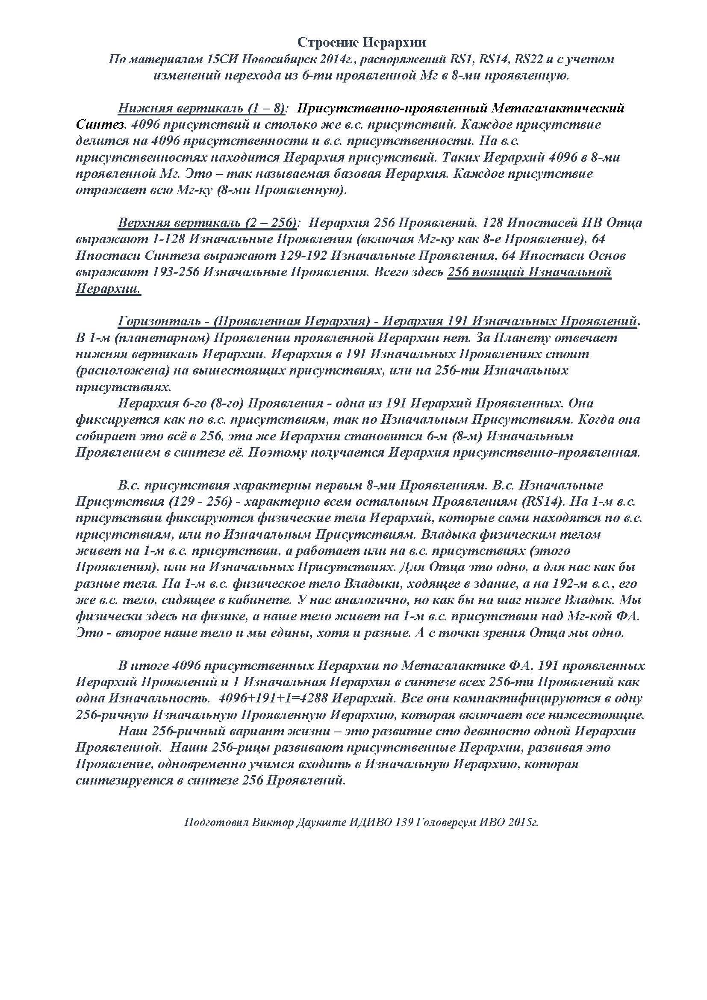 Строение Иерархии
По материалам 15СИ Новосибирск 2014г., распоряжений RS1, RS14, RS22 и с учетом
изменений перехода из 6-ти проявленной Мг в 8-ми проявленную.
Нижняя вертикаль (1 – 8): Присутственно-проявленный Метагалактический
Синтез. 4096 присутствий и столько же в.с. присутствий. Каждое присутствие
делится на 4096 присутственности и в.с. присутственности. На в.с.
присутственностях находится Иерархия присутствий. Таких Иерархий 4096 в 8-ми
проявленной Мг. Это – так называемая базовая Иерархия. Каждое присутствие
отражает всю Мг-ку (8-ми Проявленную).
Верхняя вертикаль (2 – 256): Иерархия 256 Проявлений. 128 Ипостасей ИВ Отца
выражают 1-128 Изначальные Проявления (включая Мг-ку как 8-е Проявление), 64
Ипостаси Синтеза выражают 129-192 Изначальные Проявления, 64 Ипостаси Основ
выражают 193-256 Изначальные Проявления. Всего здесь 256 позиций Изначальной
Иерархии.
Горизонталь - (Проявленная Иерархия) - Иерархия 191 Изначальных Проявлений.
В 1-м (планетарном) Проявлении проявленной Иерархии нет. За Планету отвечает
нижняя вертикаль Иерархии. Иерархия в 191 Изначальных Проявлениях стоит
(расположена) на вышестоящих присутствиях, или на 256-ти Изначальных
присутствиях.
Иерархия 6-го (8-го) Проявления - одна из 191 Иерархий Проявленных. Она
фиксируется как по в.с. присутствиям, так по Изначальным Присутствиям. Когда она
собирает это всё в 256, эта же Иерархия становится 6-м (8-м) Изначальным
Проявлением в синтезе её. Поэтому получается Иерархия присутственно-проявленная.
В.с. присутствия характерны первым 8-ми Проявлениям. В.с. Изначальные
Присутствия (129 - 256) - характерно всем остальным Проявлениям (RS14). На 1-м в.с.
присутствии фиксируются физические тела Иерархий, которые сами находятся по в.с.
присутствиям, или по Изначальным Присутствиям. Владыка физическим телом
живет на 1-м в.с. присутствии, а работает или на в.с. присутствиях (этого
Проявления), или на Изначальных Присутствиях. Для Отца это одно, а для нас как бы
разные тела. На 1-м в.с. физическое тело Владыки, ходящее в здание, а на 192-м в.с., его
же в.с. тело, сидящее в кабинете. У нас аналогично, но как бы на шаг ниже Владык. Мы
физически здесь на физике, а наше тело живет на 1-м в.с. присутствии над Мг-кой ФА.
Это - второе наше тело и мы едины, хотя и разные. А с точки зрения Отца мы одно.
В итоге 4096 присутственных Иерархии по Метагалактике ФА, 191 проявленных
Иерархий Проявлений и 1 Изначальная Иерархия в синтезе всех 256-ти Проявлений как
одна Изначальность. 4096+191+1=4288 Иерархий. Все они компактифицируются в одну
256-ричную Изначальную Проявленную Иерархию, которая включает все нижестоящие.
Наш 256-ричный вариант жизни – это развитие сто девяносто одной Иерархии
Проявленной. Наши 256-рицы развивают присутственные Иерархии, развивая это
Проявление, одновременно учимся входить в Изначальную Иерархию, которая
синтезируется в синтезе 256 Проявлений.
Подготовил Виктор Даукште ИДИВО 139 Головерсум ИВО 2015г.